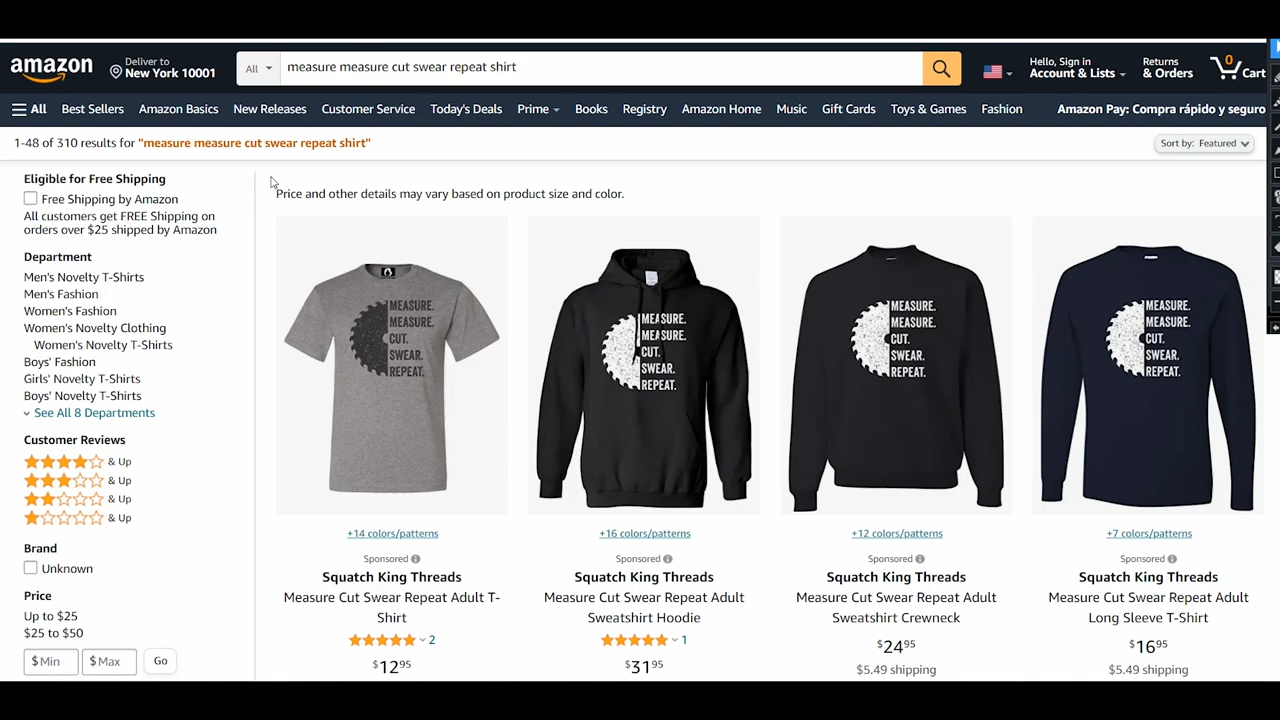 amazon
Deliver to
New York 10001
All
measure measure cut swear repeat shirt
Hello, Sign in
Account & Lists
Returns
& Orders
0
Cart
All
Best Sellers
Amazon Basics
New Releases
Customer Service
Today's Deals
Prime
Books
Registry
Amazon Home
Music
Gift Cards
Toys & Games
Fashion
Amazon Pay: Compra rápido y seguro
1-48 of 310 results for "measure measure cut swear repeat shirt"
Sort by: Featured
Eligible for Free Shipping
Free Shipping by Amazon
All customers get FREE Shipping on
orders over $25 shipped by Amazon
Department
Men's Novelty T-Shirts
Men's Fashion
Women's Fashion
Women's Novelty Clothing
Women's Novelty T-Shirts
Boys' Fashion
Girls' Novelty T-Shirts
Boys' Novelty T-Shirts
See All 8 Departments
Customer Reviews
& Up
& Up
& Up
& Up
Brand
Unknown
Price
Up to $25
$25 to $50
$ Min
$ Max
Go
Price and other details may vary based on product size and color.
MEASURE.
MEASURE.
CUT.
SWEAR.
REPEAT.
+14 colors/patterns
Sponsored
Squatch King Threads
Measure Cut Swear Repeat Adult T-
Shirt
2
$12 95
MEASURE.
MEASURE.
CUT.
SWEAR.
REPEAT.
+16 colors/patterns
Sponsored
Squatch King Threads
Measure Cut Swear Repeat Adult
Sweatshirt Hoodie
1
$31 95
MEASURE.
MEASURE.
CUT.
SWEAR.
REPEAT.
+12 colors/patterns
Sponsored
Squatch King Threads
Measure Cut Swear Repeat Adult
Sweatshirt Crewneck
$24 95
$5.49 shipping
MEASURE.
MEASURE.
CUT.
SWEAR.
REPEAT.
+7 colors/patterns
Sponsored
Squatch King Threads
Measure Cut Swear Repeat Adult
Long Sleeve T-Shirt
$16 95
$5.49 shipping